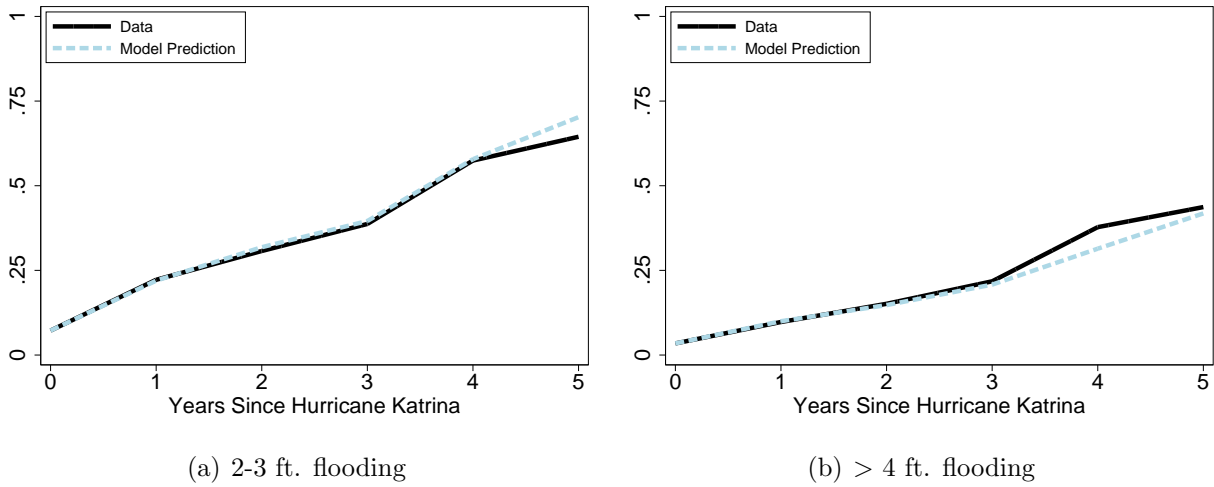 Data
Model Prediction
1
.75
.5
.25
0
0 1 2 3 4 5
Years Since Hurricane Katrina
(a) 2-3 ft. flooding
Data
Model Prediction
1
.75
.5
.25
0
0 1 2 3 4 5
Years Since Hurricane Katrina
(b) > 4 ft. flooding